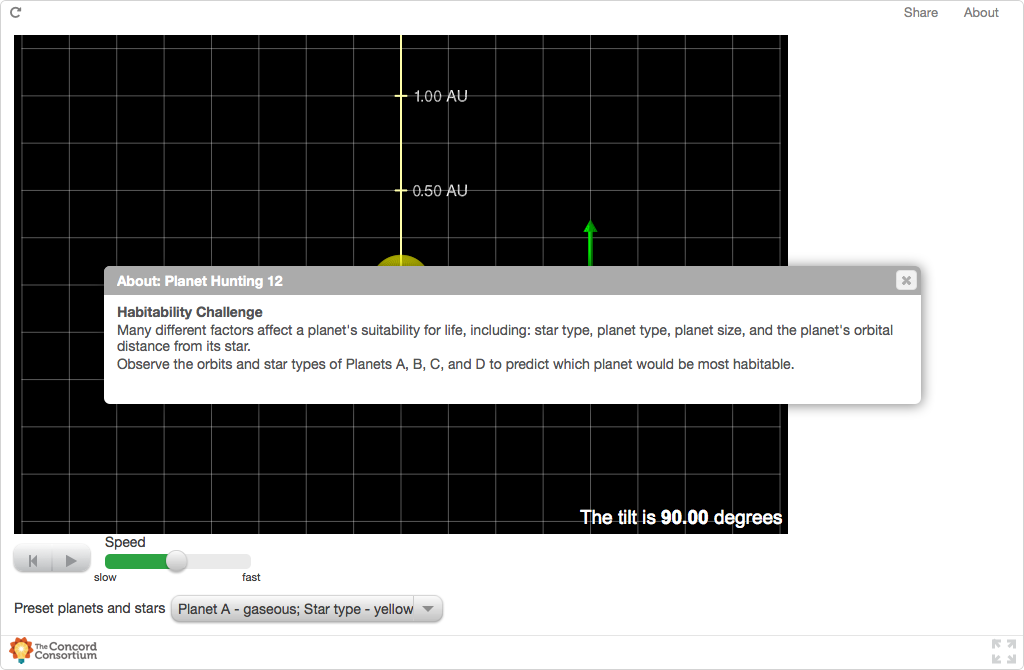 Share About
1.00 AU
0.50 AU
About: Planet Hunting 12
Habitability Challenge
Many different factors affect a planet's suitability for life, including: star type, planet type, planet size, and the planet's orbital
distance from its star.
Observe the orbits and star types of Planets A, B, C, and D to predict which planet would be most habitable.
The tilt is 90.00 degrees
Speed
slow fast
Preset planets and stars Planet A - gaseous; Star type - yellow
The Concord
Consortium